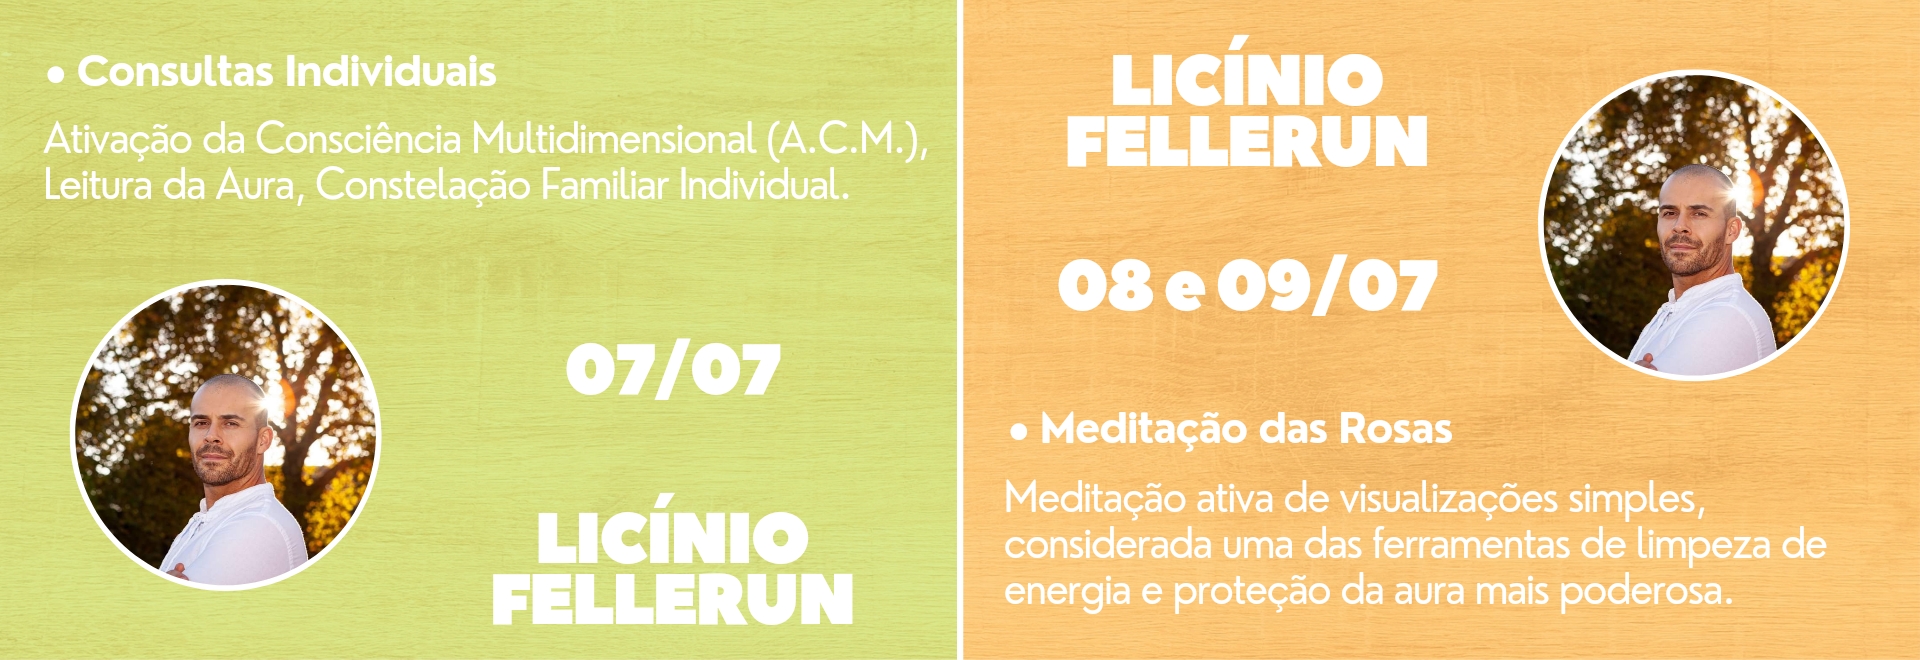 • Consultas Individuais
Ativação da Consciência Multidimensional (A.C.M.),
Leitura da Aura, Constelação Familiar Individual.
07/07
LICÍNIO
FELLERUN
LICÍNIO
FELLERUN
08 e 09/07
• Meditação das Rosas
Meditação ativa de visualizações simples,
considerada uma das ferramentas de limpeza de
energia e proteção da aura mais poderosa.